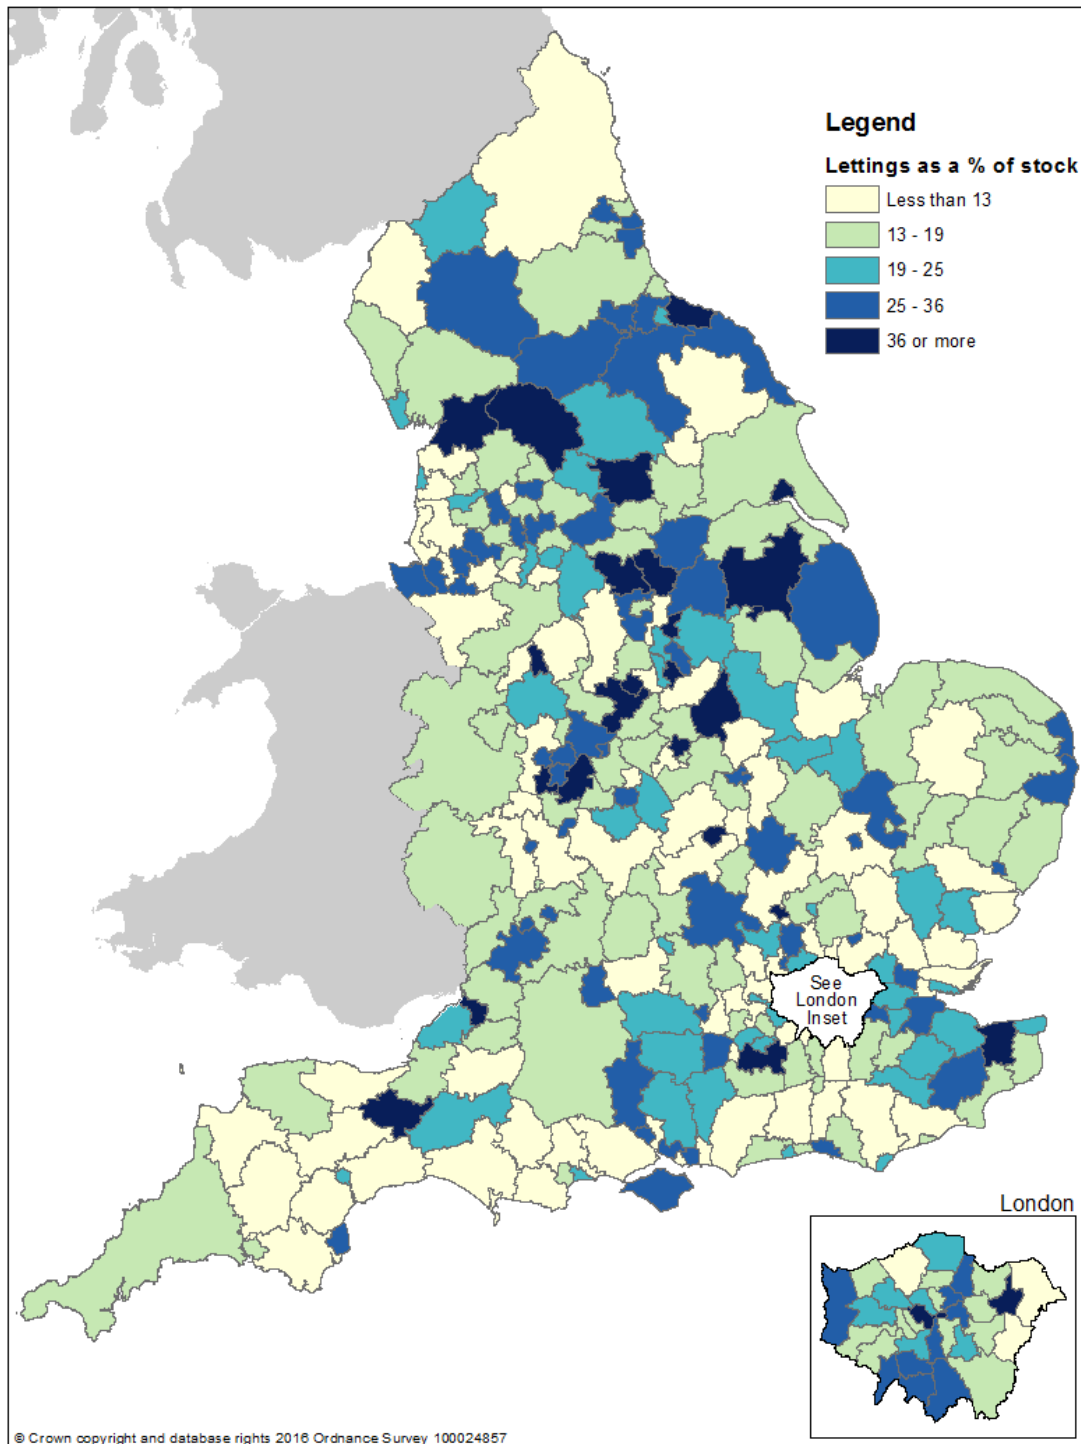 Legend
Lettings as a % of stock
Less than 13
13 - 19
19 - 25
25 - 36
36 or more
See
London
Inset
London
© Crown copyright and database rights 2016 Ordnance Survey 100024857